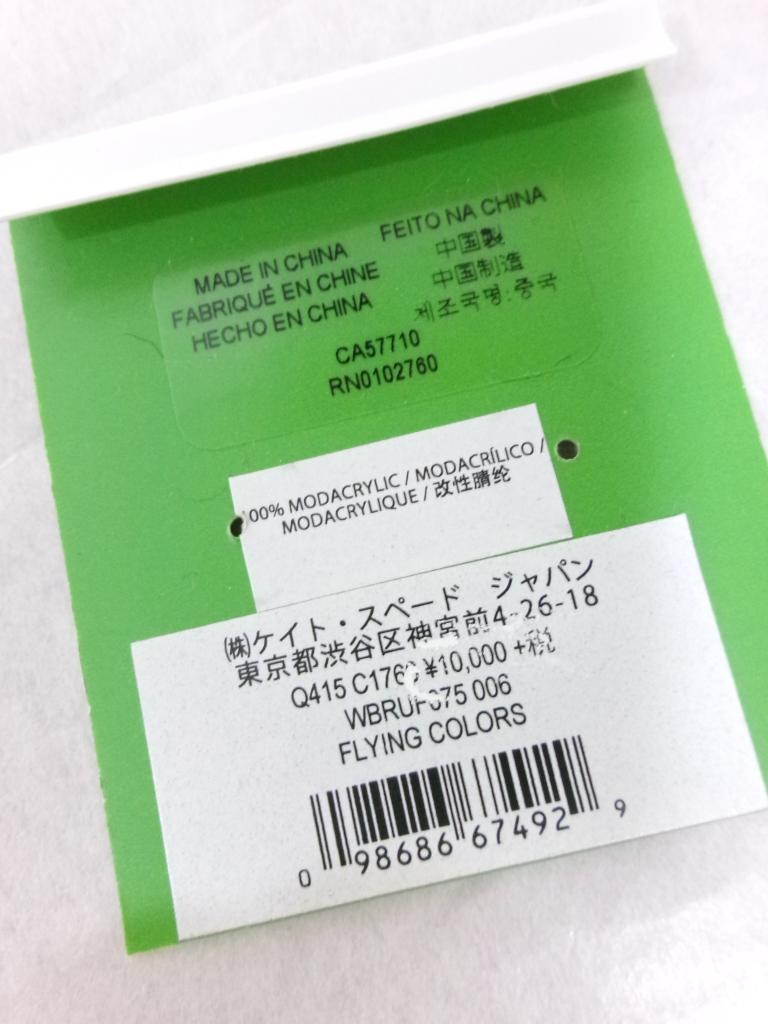 MADE IN CHINA
FABRIQUÉ EN CHINE
HECHO EN CHINA
FEITO NA CHINA
中国製
中国制造
제조국명:중국
CA57710
RN0102760
00% MODACRYLIC / MODACRÍLICO /
MODACRYLIQUE / 改性腈纶
㈱ケイト・スペード ジャパン
東京都渋谷区神宮前4-26-18
Q415 ¥10,000 +税
006
FLYING COLORS
0 98686 67492 9